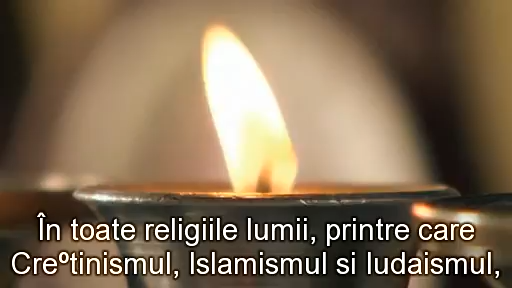 În toate religiile lumii, printre care
Creºtinismul, Islamismul si Iudaismul,